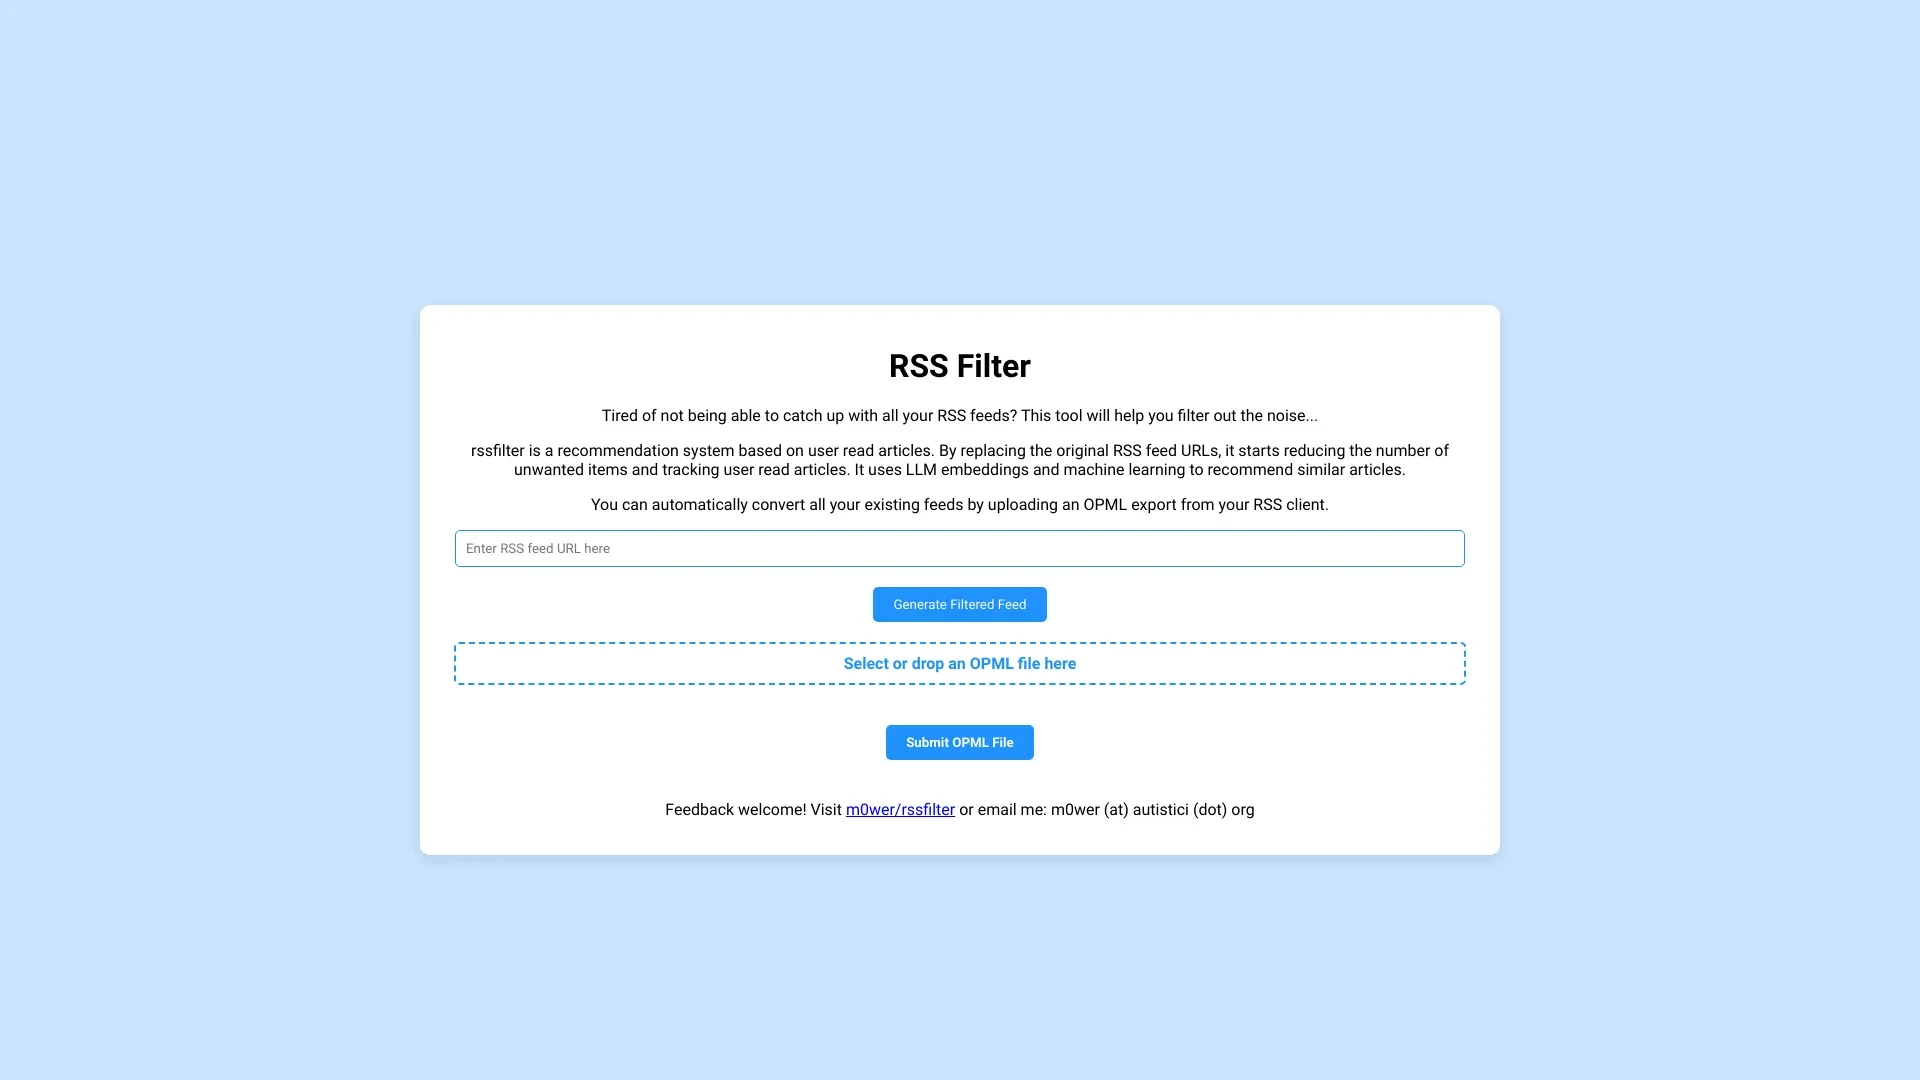 RSS Filter
Tired of not being able to catch up with all your RSS feeds? This tool will help you filter out the noise...
rssfilter is a recommendation system based on user read articles. By replacing the original RSS feed URLs, it starts reducing the number of
unwanted items and tracking user read articles. It uses LLM embeddings and machine learning to recommend similar articles.
You can automatically convert all your existing feeds by uploading an OPML export from your RSS client.
Enter RSS feed URL here
Generate Filtered Feed
Select or drop an OPML file here
Submit OPML File
Feedback welcome! Visit m0wer/rssfilter or email me: m0wer (at) autistici (dot) org